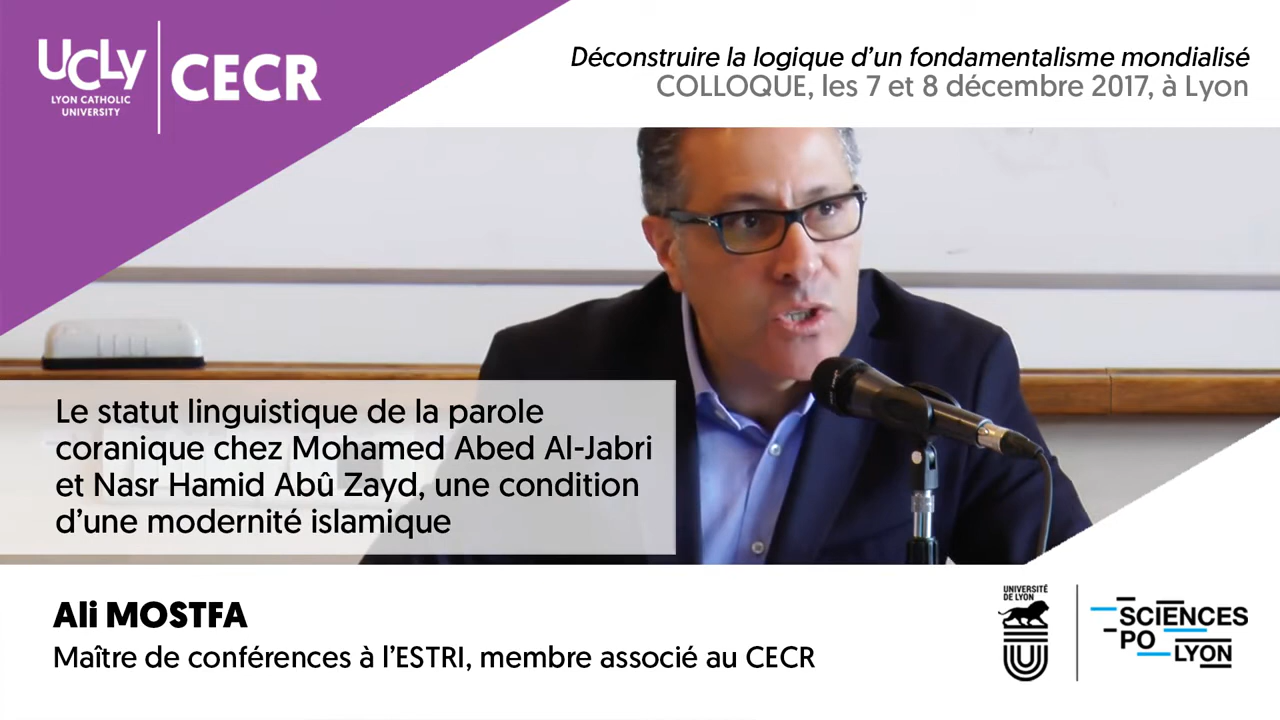 UCLy
LYON CATHOLIC
UNIVERSITY
CECR
Déconstruire la logique d'un fondamentalisme mondialisé
COLLOQUE, les 7 et 8 décembre 2017, à Lyon
Le statut linguistique de la parole
coranique chez Mohamed Abed Al-Jabri
et Nasr Hamid Abû Zayd, une condition
d'une modernité islamique
Ali MOSTFA
Maître de conférences à l'ESTRI, membre associé au CECR
UNIVERSITÉ
DE LYON
SCIENCES
PO
LYON